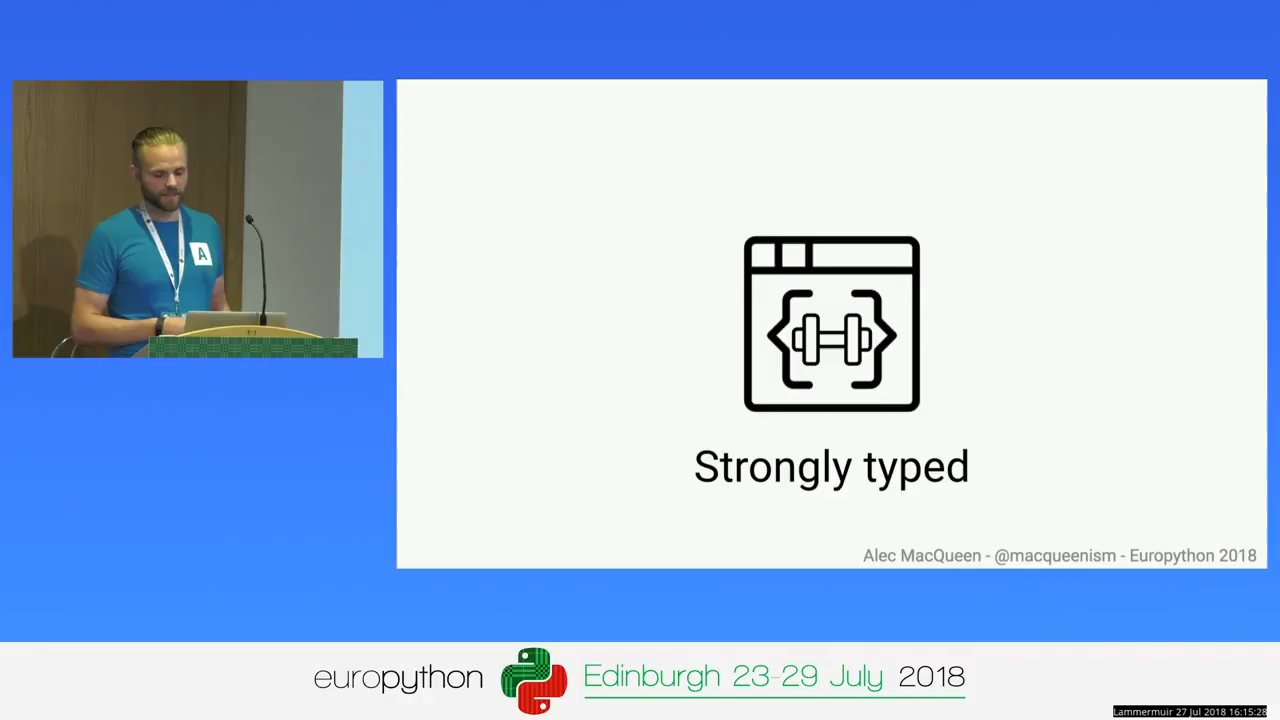 A
Strongly typed
Alec MacQueen - @macqueenism - Europython 2018
europython Edinburgh 23-29 July 2018
Lammermuir 27 Jul 2018 16:15:28